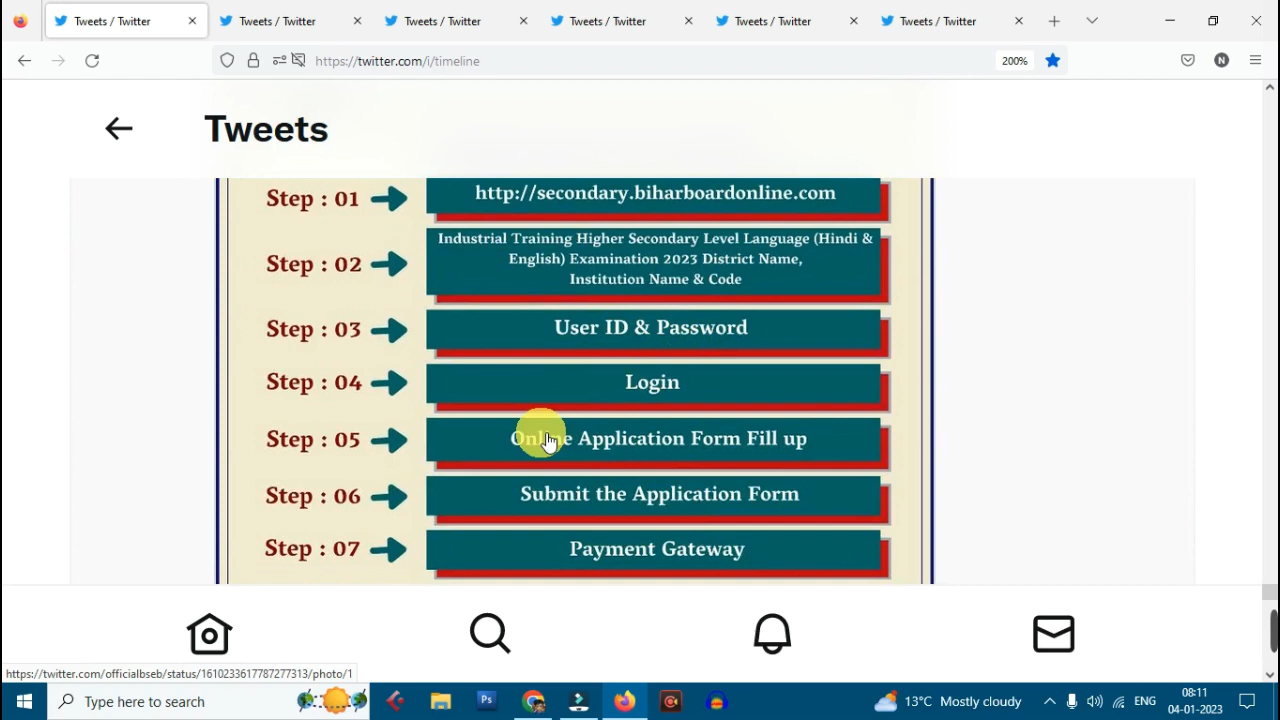 Tweets / Twitter
Tweets / Twitter
Tweets / Twitter
Tweets / Twitter
Tweets / Twitter
Tweets / Twitter
https://twitter.com/i/timeline
200%
N
Tweets
Step : 01
http://secondary.biharboardonline.com
Step : 02
Industrial Training Higher Secondary Level Language (Hindi &
English) Examination 2023 District Name,
Institution Name & Code
Step : 03
User ID & Password
Step : 04
Login
Step : 05
Online Application Form Fill up
Step : 06
Submit the Application Form
Step : 07
Payment Gateway
https://twitter.com/officialbseb/status/1610233617787277313/photo/1
Type here to search
Ps
13°C Mostly cloudy
ENG
08:11
04-01-2023